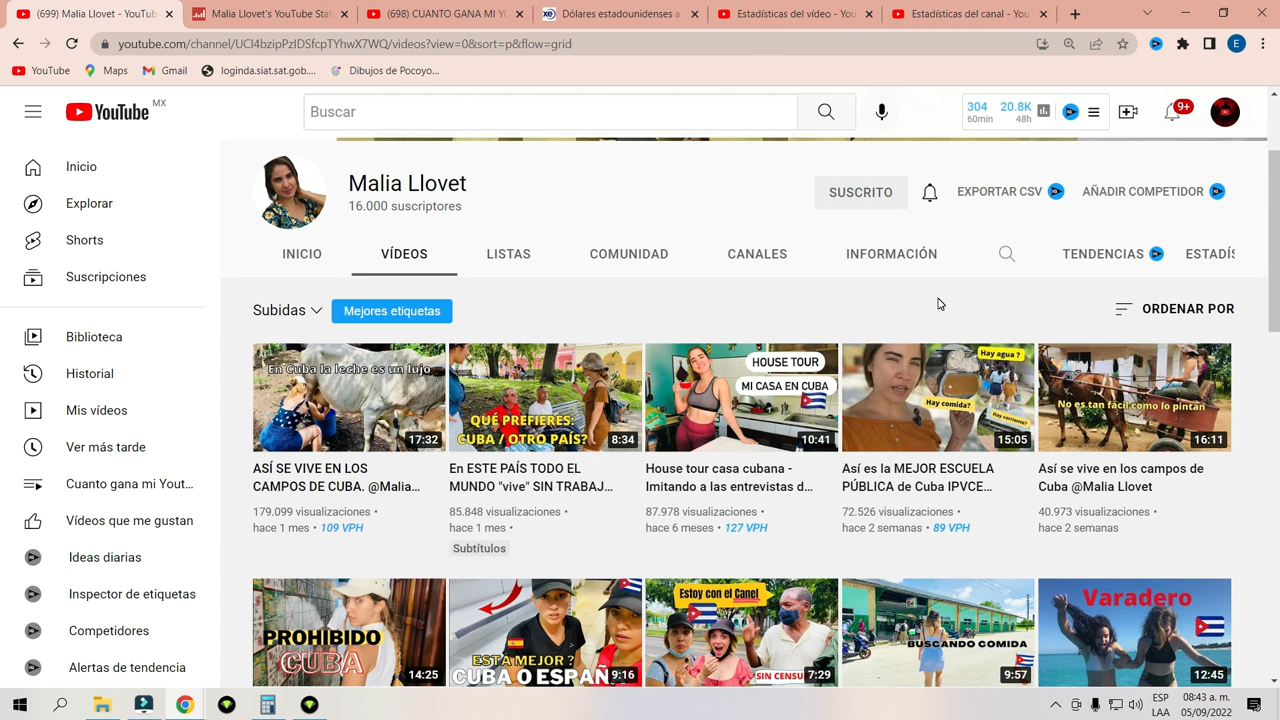 (699) Malia Llovet - YouTub
Malia Llovet's YouTube Stat
(698) CUANTO GANA MI YO
Dólares estadounidenses a
Estadísticas del vídeo - You
Estadísticas del canal - You
youtube.com/channel/UCl4bzipPzIDSfcpTYhwX7WQ/videos?view=0&sort=p&flow=grid
E
YouTube
Maps
Gmail
loginda.siat.sat.gob....
Dibujos de Pocoyo...
YouTube MX
Buscar
304
60min
20.8K
48h
9+
Inicio
Explorar
Shorts
Suscripciones
Biblioteca
Historial
Mis vídeos
Ver más tarde
Cuanto gana mi Yout...
Vídeos que me gustan
Ideas diarias
Inspector de etiquetas
Competidores
Alertas de tendencia
Malia Llovet
16.000 suscriptores
SUSCRITO
EXPORTAR CSV
AÑADIR COMPETIDOR
INICIO
VÍDEOS
LISTAS
COMUNIDAD
CANALES
INFORMACIÓN
TENDENCIAS
ESTADÍS
Subidas
Mejores etiquetas
ORDENAR POR
En Cuba la leche es un lujo
17:32
ASÍ SE VIVE EN LOS
CAMPOS DE CUBA. @Malia...
179.099 visualizaciones •
hace 1 mes • 109 VPH
QUÉ PREFIERES:
CUBA / OTRO PAÍS?
8:34
En ESTE PAÍS TODO EL
MUNDO "vive" SIN TRABAJ...
85.848 visualizaciones •
hace 1 mes •
Subtítulos
HOUSE TOUR
MI CASA EN CUBA
10:41
House tour casa cubana -
Imitando a las entrevistas d...
87.978 visualizaciones •
hace 6 meses • 127 VPH
Hay agua ?
Hay comida?
Hay corriente?
15:05
Así es la MEJOR ESCUELA
PÚBLICA de Cuba IPVCE...
72.526 visualizaciones •
hace 2 semanas • 89 VPH
No es tan fácil como lo pintan
16:11
Así se vive en los campos de
Cuba @Malia Llovet
40.973 visualizaciones •
hace 2 semanas
PROHIBIDO
CUBA
14:25
ESTA MEJOR ?
CUBA O ESPAÑ
9:16
Estoy con el Canel
SIN CENSU
7:29
BUSCANDO COMIDA
9:57
Varadero
12:45
ESP
LAA
08:43 a. m.
05/09/2022